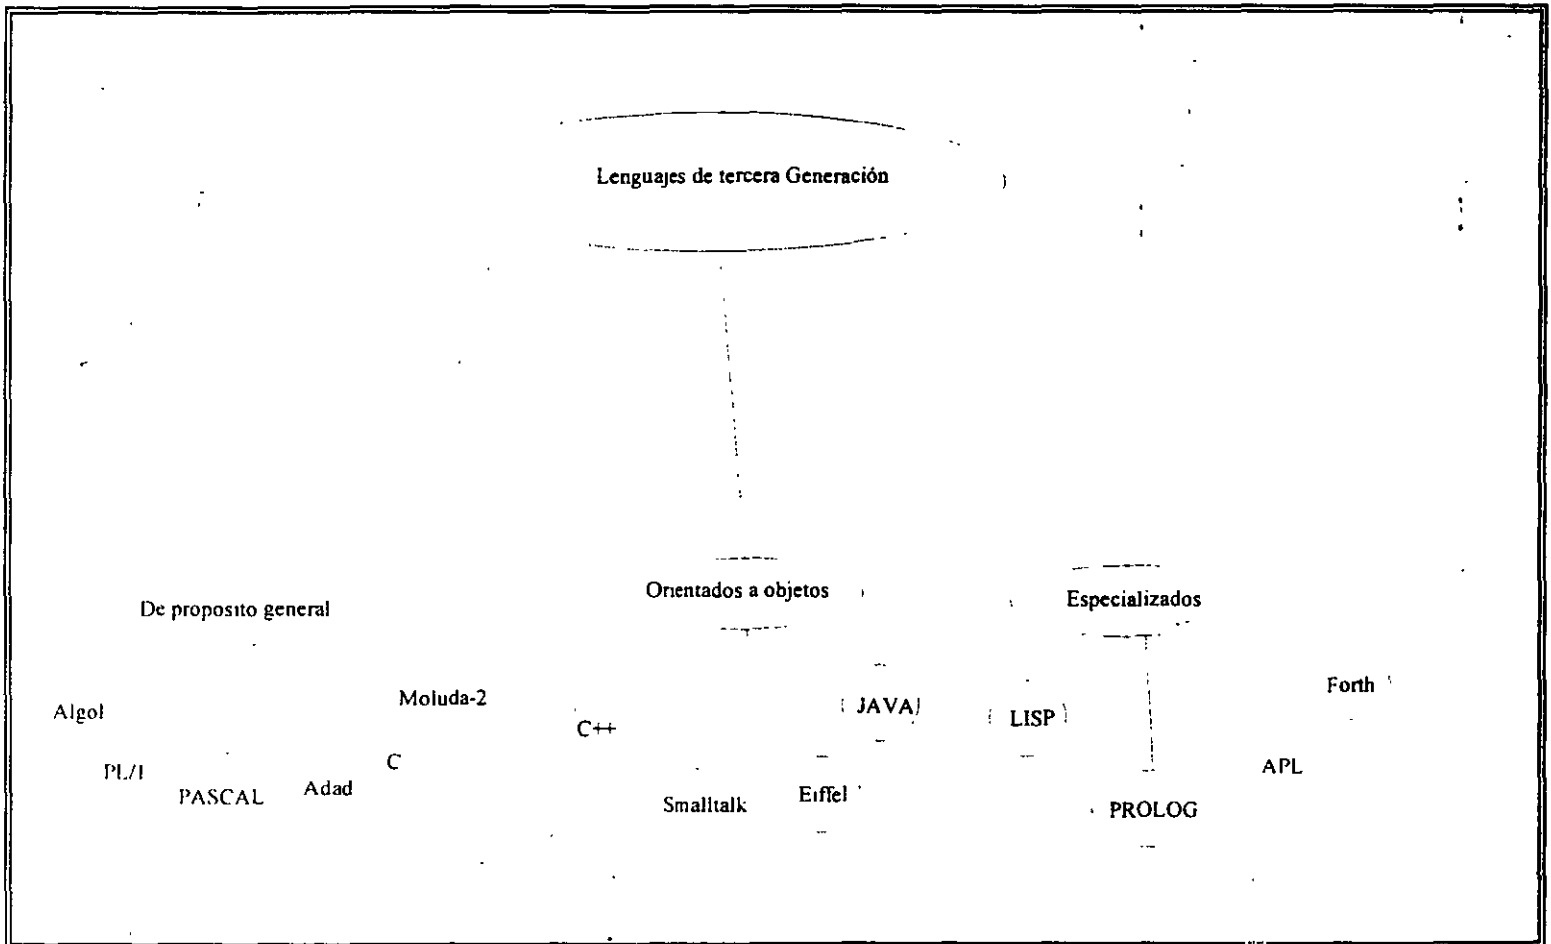 Lenguajes de tercera Generación
De proposito general
Orientados a objetos
Especializados
Algol
PL/I
PASCAL
Adad
C
Moluda-2
C++
Smalltalk
Eiffel
JAVA
LISP
PROLOG
APL
Forth